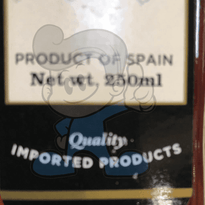 PRODUCT OF SPAIN
Net wt. 250ml
Quality
IMPORTED PRODUCTS